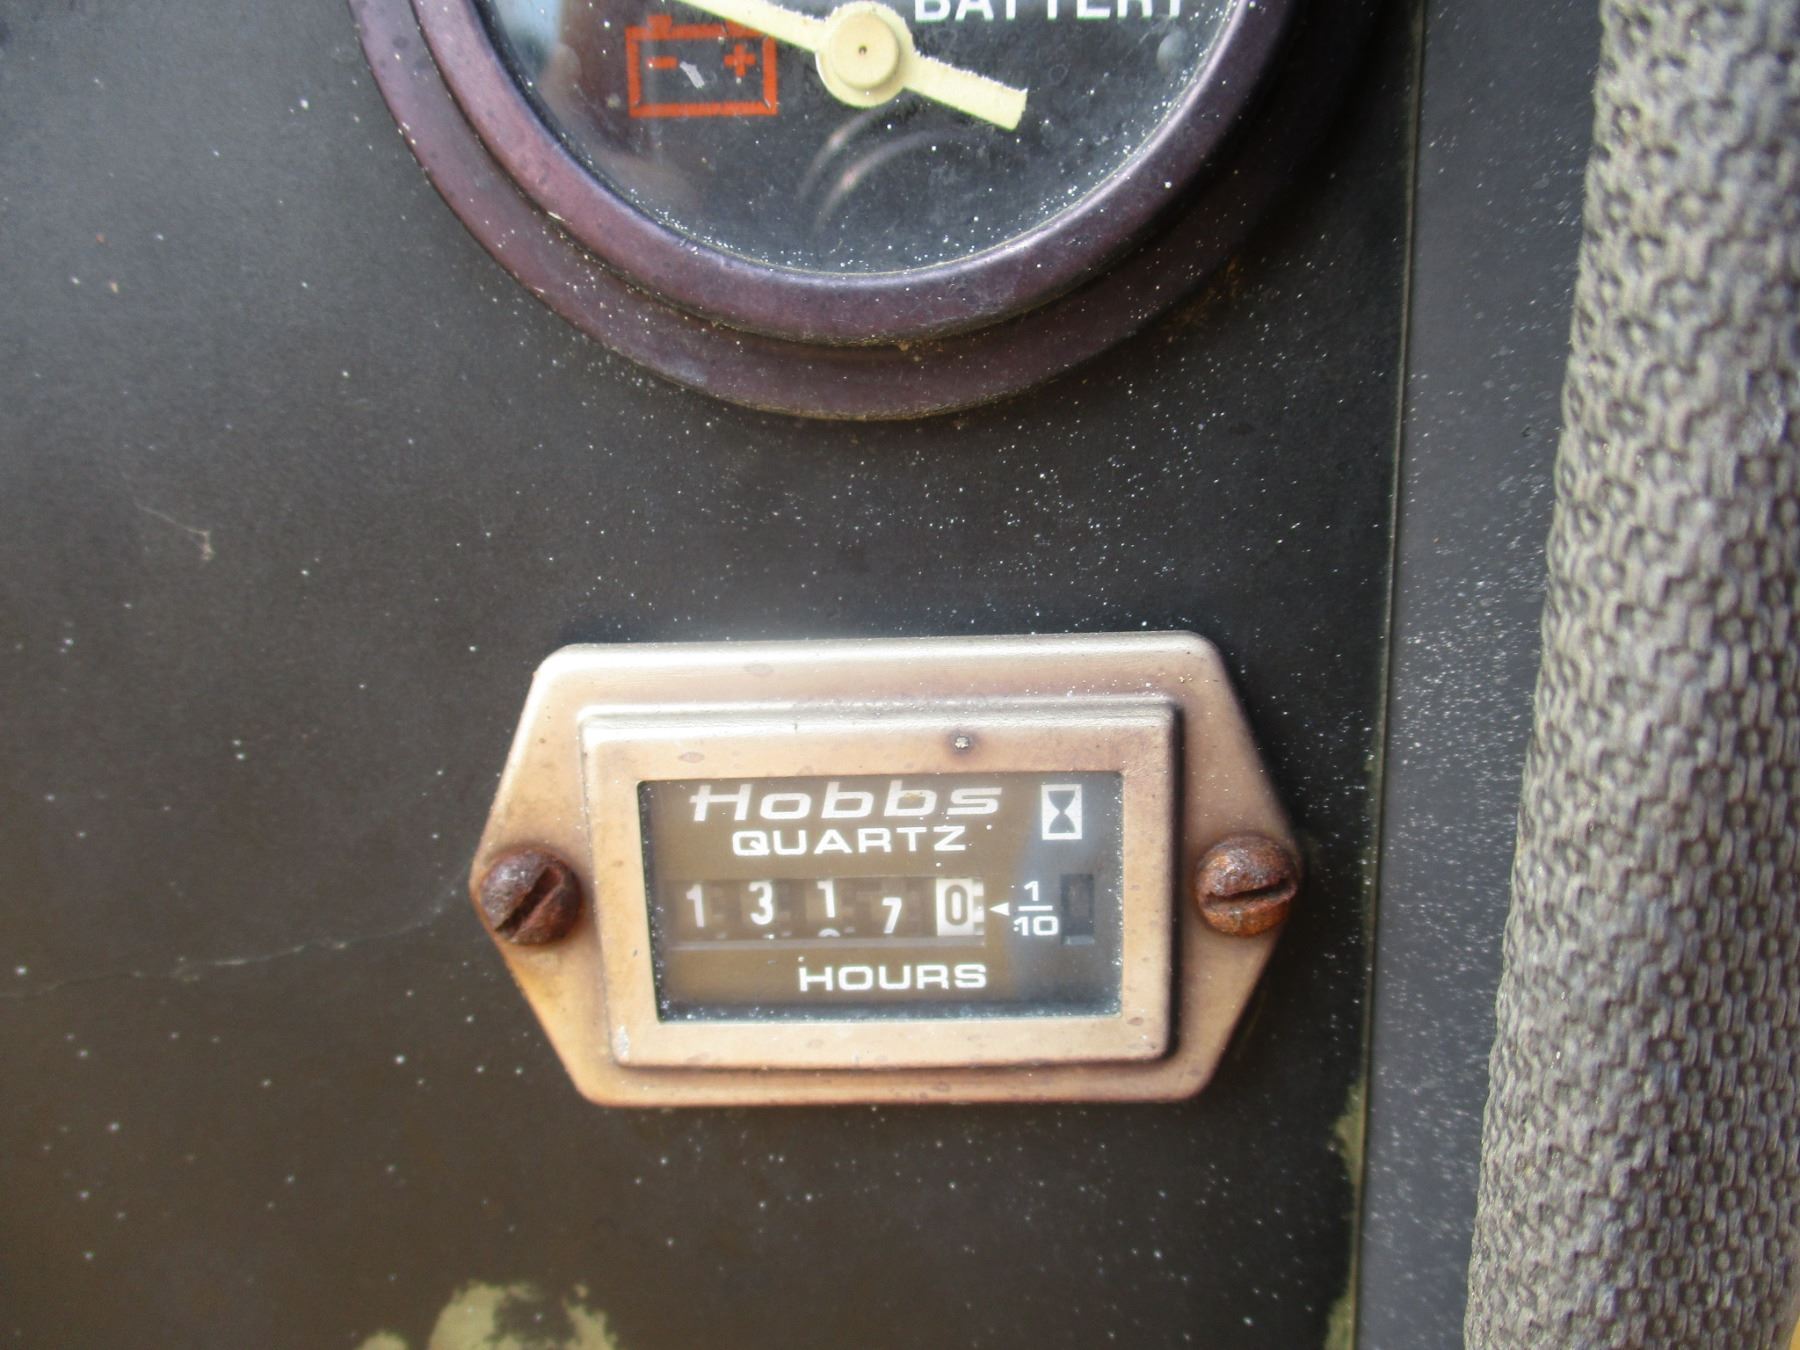 BATTERY
- +
Hobbs
QUARTZ
1 3 1 7 0 1/10
HOURS